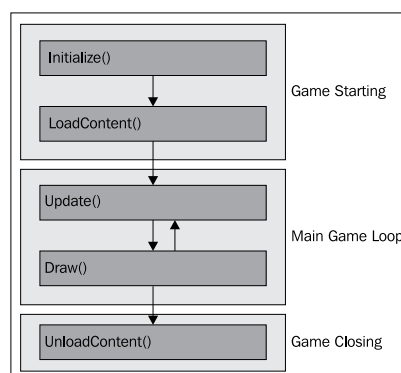 Initialize()
Game Starting
LoadContent()
Update()
Main Game Loop
Draw()
UnloadContent()
Game Closing